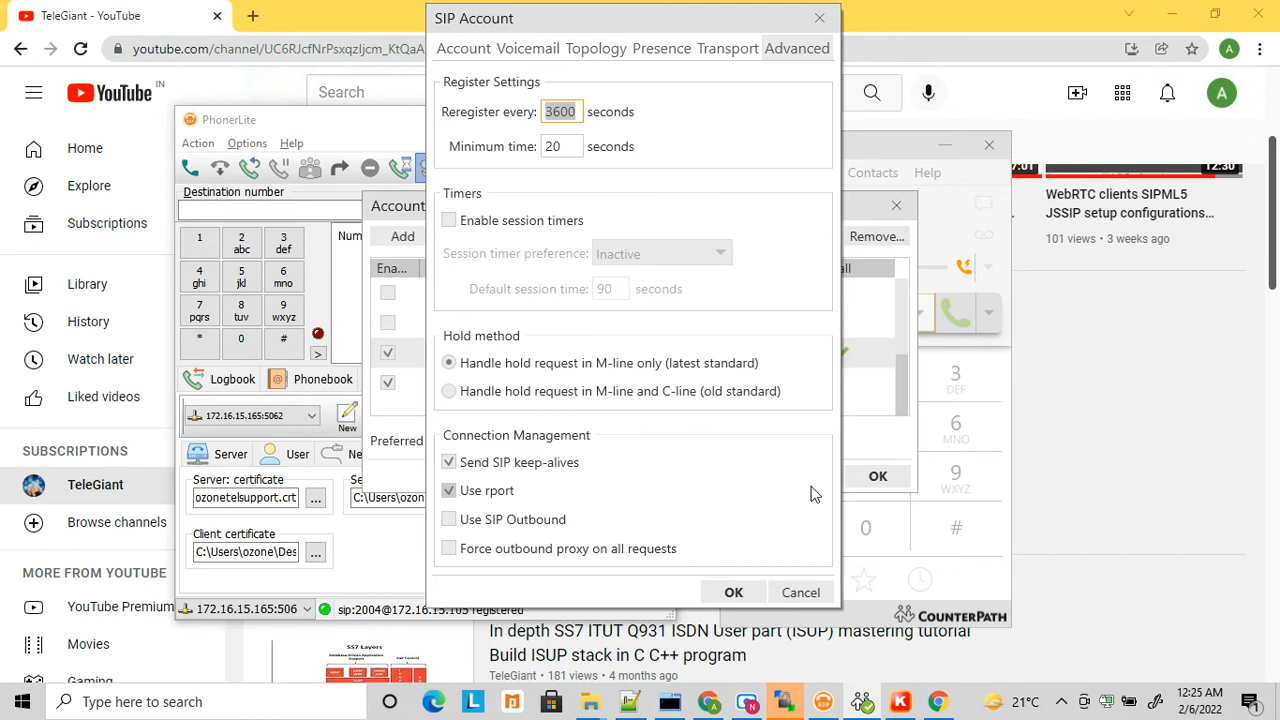 TeleGiant - YouTube
youtube.com/channel/UC6RJcfNrPsxqzIjcm_KtQaA
A
YouTube IN
Search
A
Home
Explore
Subscriptions
Library
History
Watch later
Liked videos
SUBSCRIPTIONS
TeleGiant
Browse channels
MORE FROM YOUTUBE
YouTube Premium
Movies
Gaming
PhonerLite
Action Options Help
Destination number
1 2 abc 3 def
4 ghi 5 jkl 6 mno
7 pqrs 8 tuv 9 wxyz
* 0 #
>
Num
Logbook Phonebook
172.16.15.165:5062
New
Server User Ne
Server: certificate
ozonetelsupport.crt ... C:\Users\ozone
Client certificate
C:\Users\ozone\Des ...
172.16.15.165:506 sip:2004@172.16.15.165 registered
Account
Add
Remove...
Ena...
all
Preferred
OK
SIP Account
Account Voicemail Topology Presence Transport Advanced
Register Settings
Reregister every: 3600 seconds
Minimum time: 20 seconds
Timers
Enable session timers
Session timer preference: Inactive
Default session time: 90 seconds
Hold method
Handle hold request in M-line only (latest standard)
Handle hold request in M-line and C-line (old standard)
Connection Management
Send SIP keep-alives
Use rport
Use SIP Outbound
Force outbound proxy on all requests
OK Cancel
Contacts Help
3 DEF
6 MNO
9 WXYZ
0 #
COUNTERPATH
12:30
WebRTC clients SIPML5
JSSIP setup configurations...
101 views • 3 weeks ago
In depth SS7 ITUT Q931 ISDN User part (ISUP) mastering tutorial
Build ISUP stack in C C++ program
TeleGiant • 181 views • 4 months ago
SS7 Layers
Type here to search
21°C
12:25 AM
2/6/2022